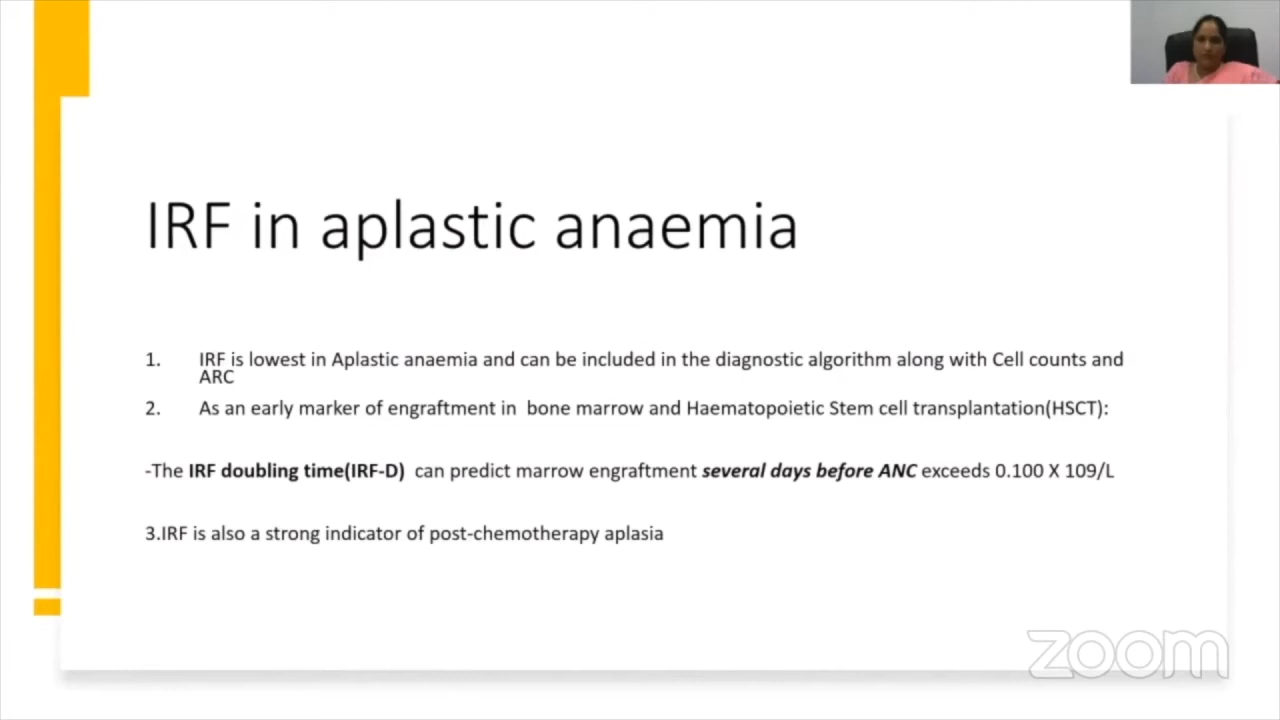 IRF in aplastic anaemia
1. IRF is lowest in Aplastic anaemia and can be included in the diagnostic algorithm along with Cell counts and
ARC
2. As an early marker of engraftment in bone marrow and Haematopoietic Stem cell transplantation(HSCT):
-The IRF doubling time(IRF-D) can predict marrow engraftment several days before ANC exceeds 0.100 X 109/L
3.IRF is also a strong indicator of post-chemotherapy aplasia
zoom